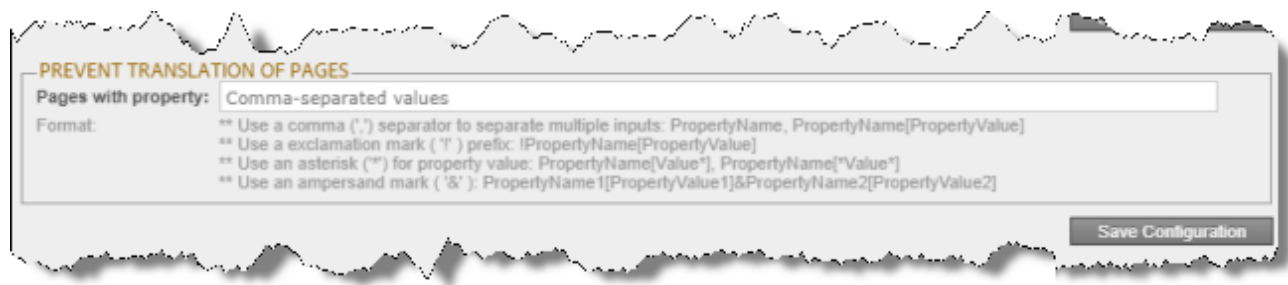 PREVENT TRANSLATION OF PAGES
Pages with property: Comma-separated values
Format: ** Use a comma (',') separator to separate multiple inputs: PropertyName, PropertyName[PropertyValue]
** Use a exclamation mark ( '!' ) prefix: !PropertyName[PropertyValue]
** Use an asterisk ('*') for property value: PropertyName[Value*], PropertyName[*Value*]
** Use an ampersand mark ( '&' ): PropertyName1[PropertyValue1]&PropertyName2[PropertyValue2]
Save Configuration